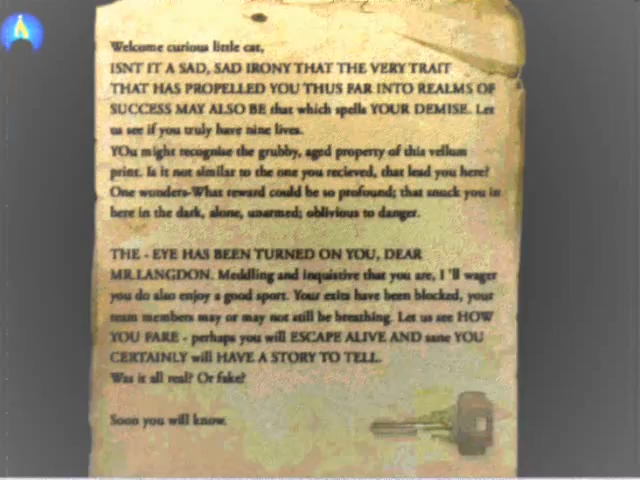 Welcome curious little cat,
ISNT IT A SAD, SAD IRONY THAT THE VERY TRAIT
THAT HAS PROPELLED YOU THUS FAR INTO REALMS OF
SUCCESS MAY ALSO BE that which spells YOUR DEMISE. Let
us see if you truly have nine lives.
YOu might recognise the grubby, aged property of this vellum
print. Is it not similar to the one you recieved, that lead you here?
One wonders-What reward could be so profound; that snuck you in
here in the dark, alone, unarmed; oblivious to danger.
THE - EYE HAS BEEN TURNED ON YOU, DEAR
MR.LANGDON. Meddling and inquistive that you are, I 'll wager
you do also enjoy a good sport. Your exits have been blocked, your
team members may or may not still be breathing. Let us see HOW
YOU FARE - perhaps you will ESCAPE ALIVE AND sane YOU
CERTAINLY will HAVE A STORY TO TELL.
Was it all real? Or fake?
Soon you will know.